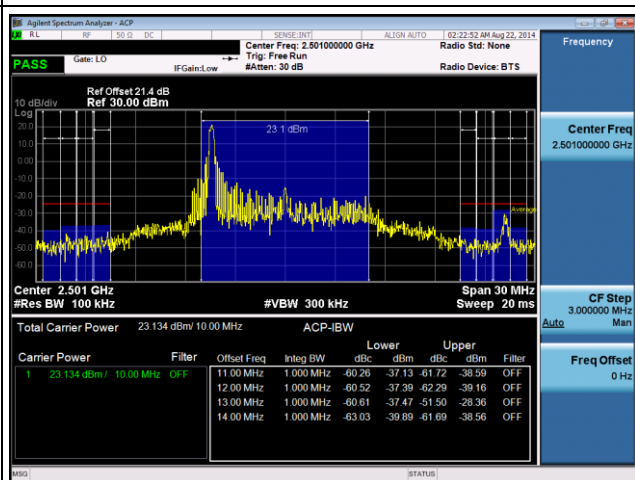 Agilent Spectrum Analyzer - ACP
RL RF 50 Ω DC SENSE:INT ALIGN AUTO 02:22:52 AM Aug 22, 2014
Center Freq: 2.501000000 GHz Radio Std: None
PASS Gate: LO Trig: Free Run
IFGain:Low #Atten: 30 dB Radio Device: BTS
Ref Offset 21.4 dB
10 dB/div Ref 30.00 dBm
Log
20.0
10.0
0.00
-10.0
-20.0
-30.0
-40.0
-50.0
-60.0
23.1 dBm
Average
Center 2.501 GHz Span 30 MHz
#Res BW 100 kHz #VBW 300 kHz Sweep 20 ms
Total Carrier Power 23.134 dBm/ 10.00 MHz ACP-IBW
Lower Upper
Carrier Power Filter Offset Freq Integ BW dBc dBm dBc dBm Filter
1 23.134 dBm / 10.00 MHz OFF 11.00 MHz 1.000 MHz -60.26 -37.13 -61.72 -38.59 OFF
12.00 MHz 1.000 MHz -60.52 -37.39 -62.29 -39.16 OFF
13.00 MHz 1.000 MHz -60.61 -37.47 -51.50 -28.36 OFF
14.00 MHz 1.000 MHz -63.03 -39.89 -61.69 -38.56 OFF
MSG STATUS
Frequency
Center Freq
2.501000000 GHz
CF Step
3.000000 MHz
Auto Man
Freq Offset
0 Hz